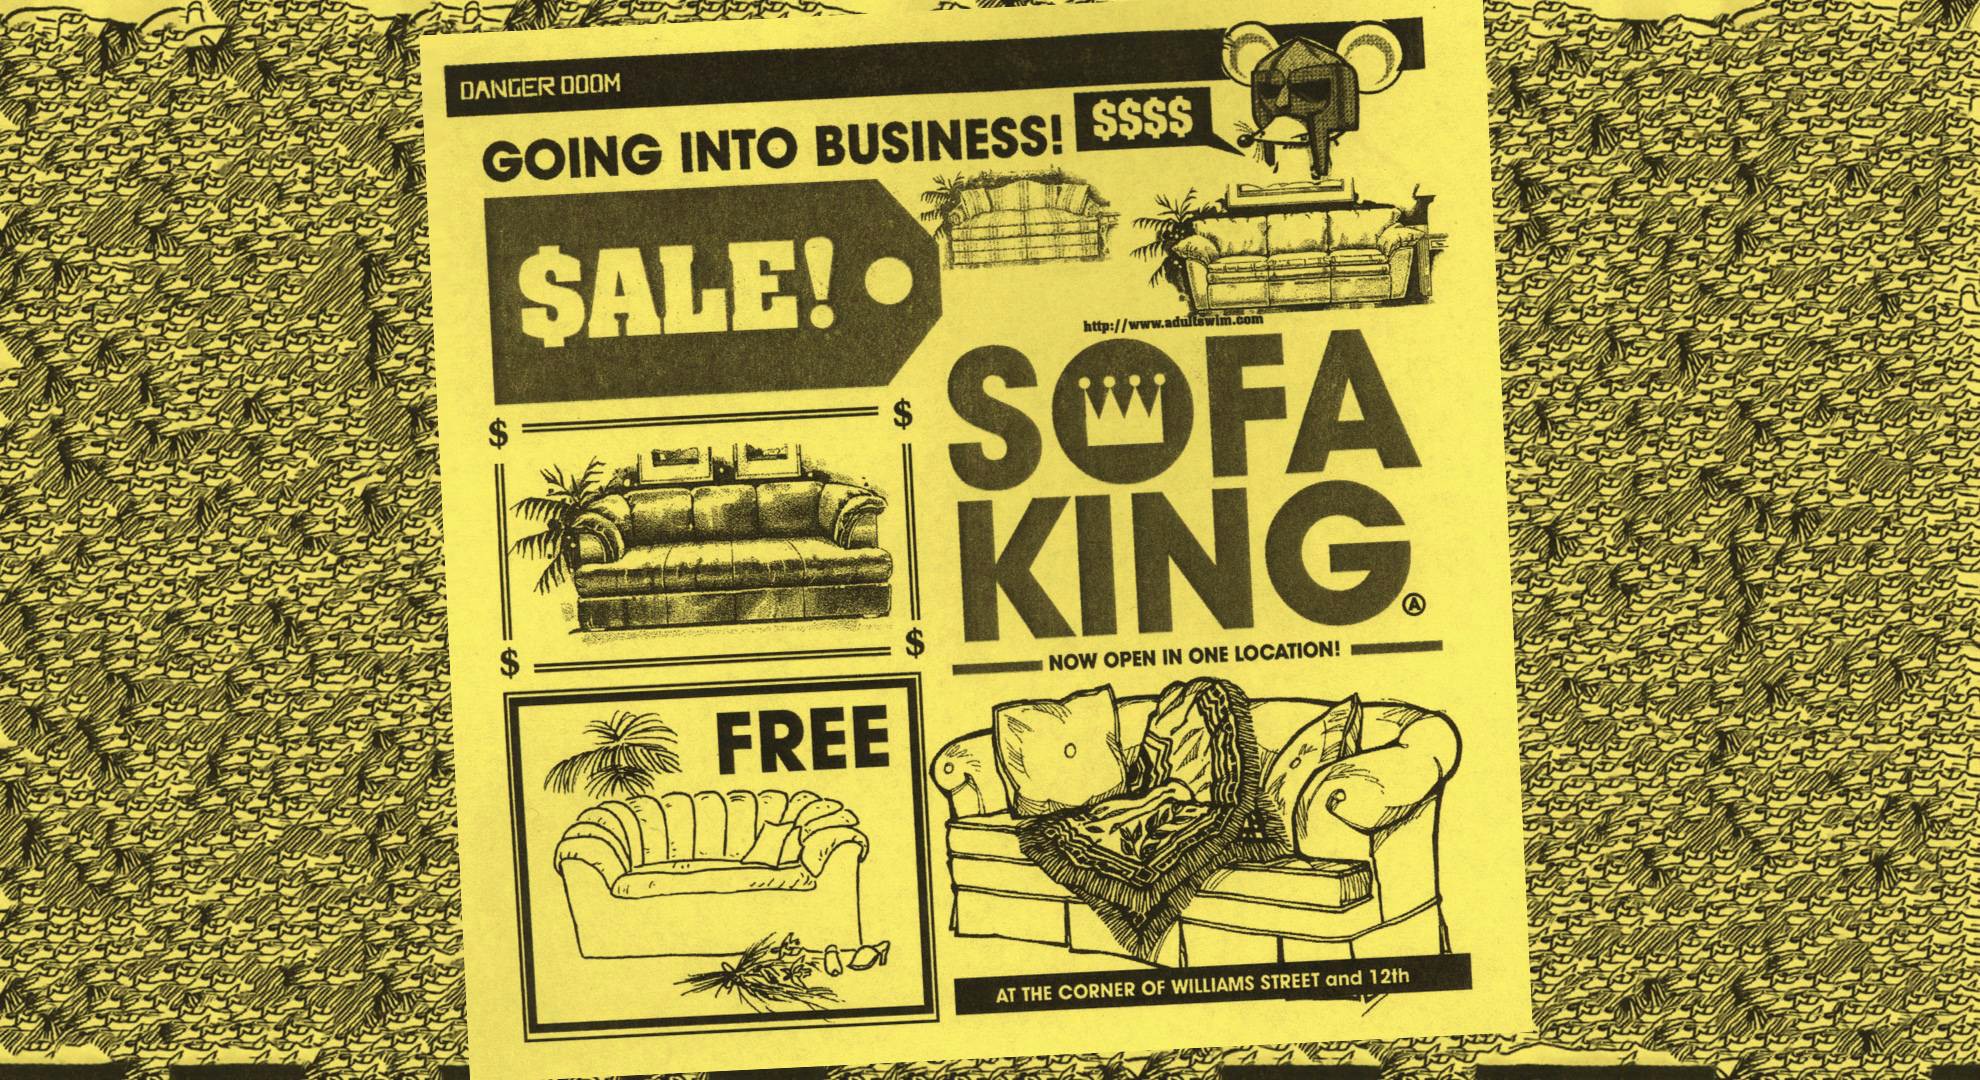 DANGER DOOM
GOING INTO BUSINESS!
$$$$
$ALE!
http://www.adultswim.com
SOFA
KING
Ⓐ
$ $
$ $
NOW OPEN IN ONE LOCATION!
FREE
AT THE CORNER OF WILLIAMS STREET and 12th